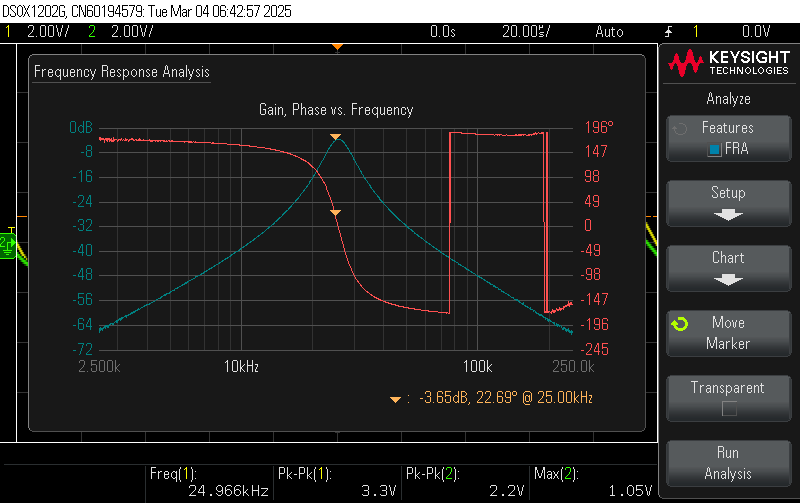 DSOX1202G, CN60194579: Tue Mar 04 06:42:57 2025
1 2.00V/ 2 2.00V/ 0.0s 20.00us/ Auto 1 0.0V
Frequency Response Analysis
Gain, Phase vs. Frequency
0dB
-8
-16
-24
-32
-40
-48
-56
-64
-72
196°
147
98
49
0
-49
-98
-147
-196
-245
2.500k 10kHz 100k 250.0k
: -3.65dB, 22.69° @ 25.00kHz
T
2
KEYSIGHT
TECHNOLOGIES
Analyze
Features
FRA
Setup
Chart
Move
Marker
Transparent
Run
Analysis
Freq(1): Pk-Pk(1): Pk-Pk(2): Max(2):
24.966kHz 3.3V 2.2V 1.05V